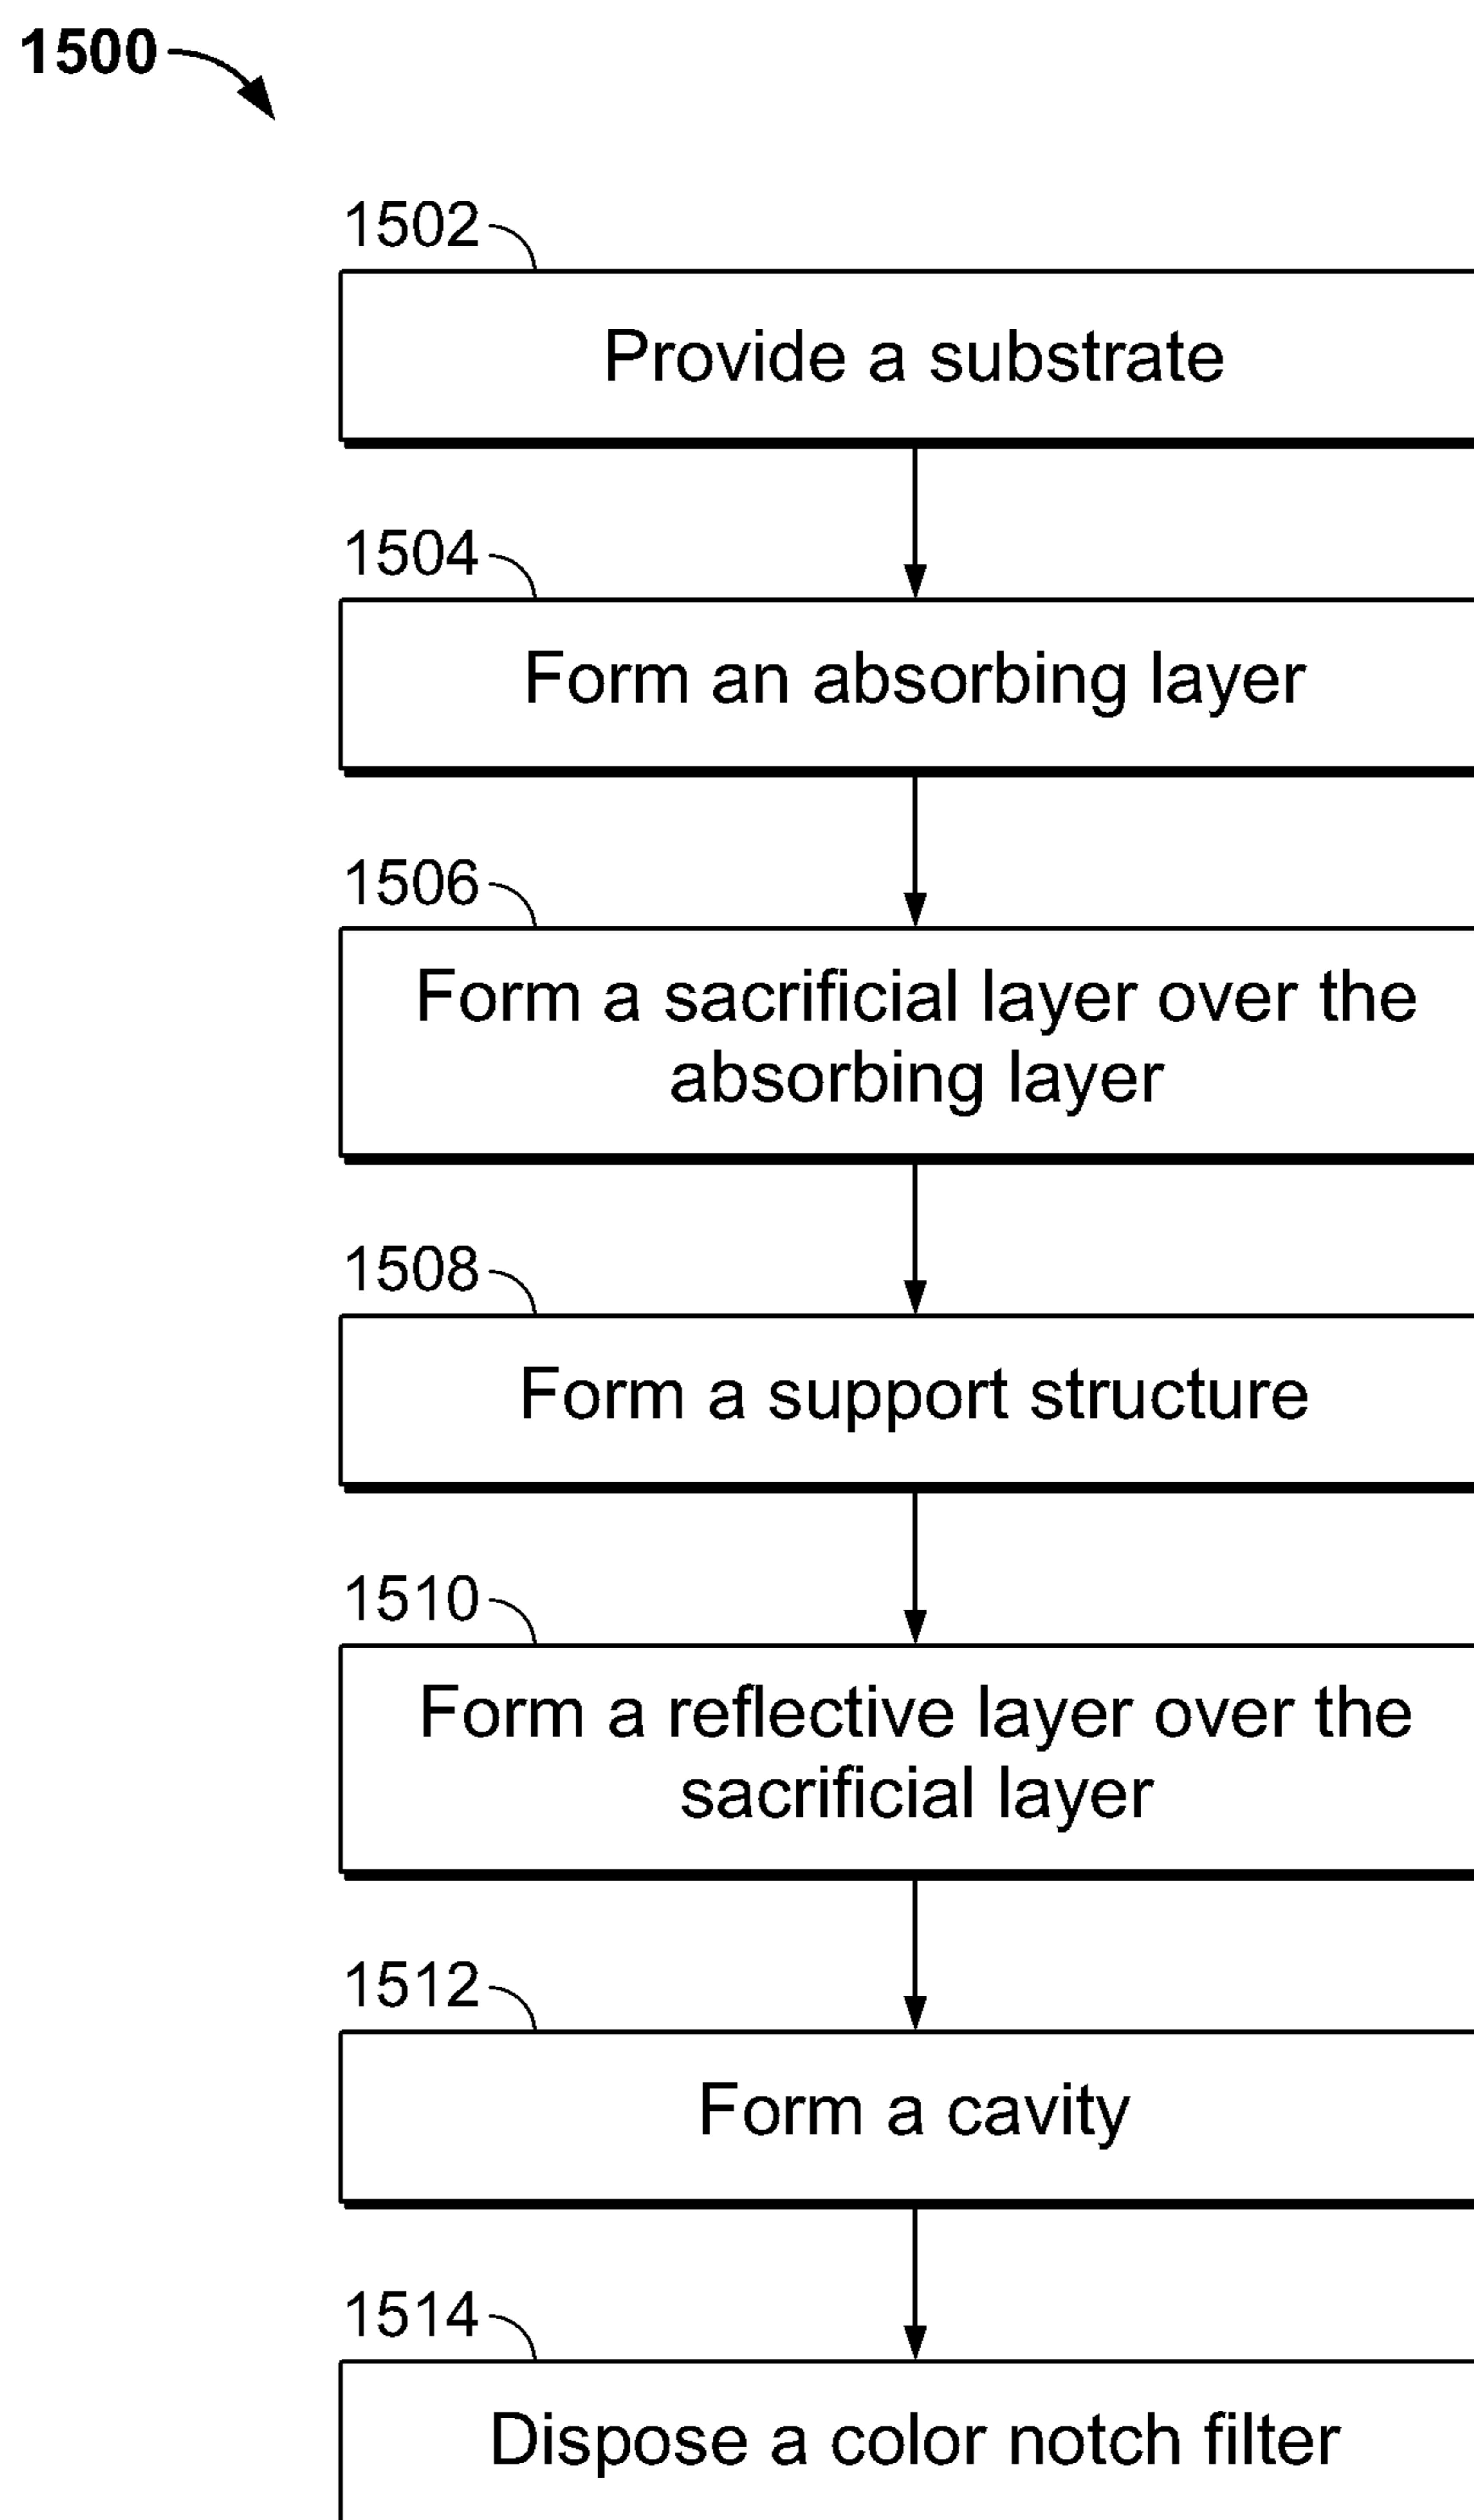 1500
1502
Provide a substrate
1504
Form an absorbing layer
1506
Form a sacrificial layer over the
absorbing layer
1508
Form a support structure
1510
Form a reflective layer over the
sacrificial layer
1512
Form a cavity
1514
Dispose a color notch filter